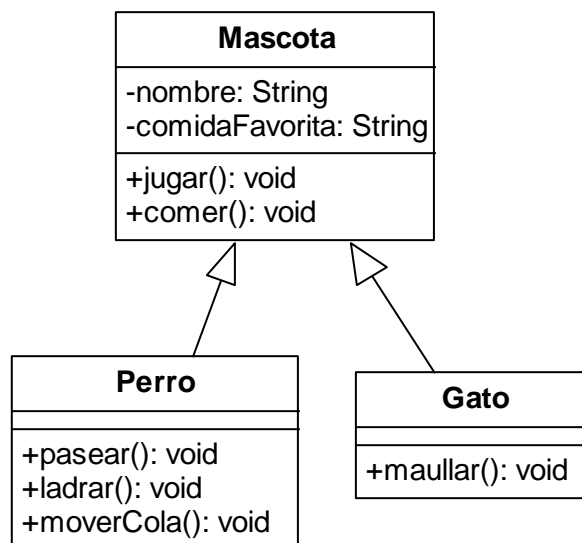 Mascota
-nombre: String
-comidaFavorita: String
+jugar(): void
+comer(): void
Perro
+pasear(): void
+ladrar(): void
+moverCola(): void
Gato
+maullar(): void